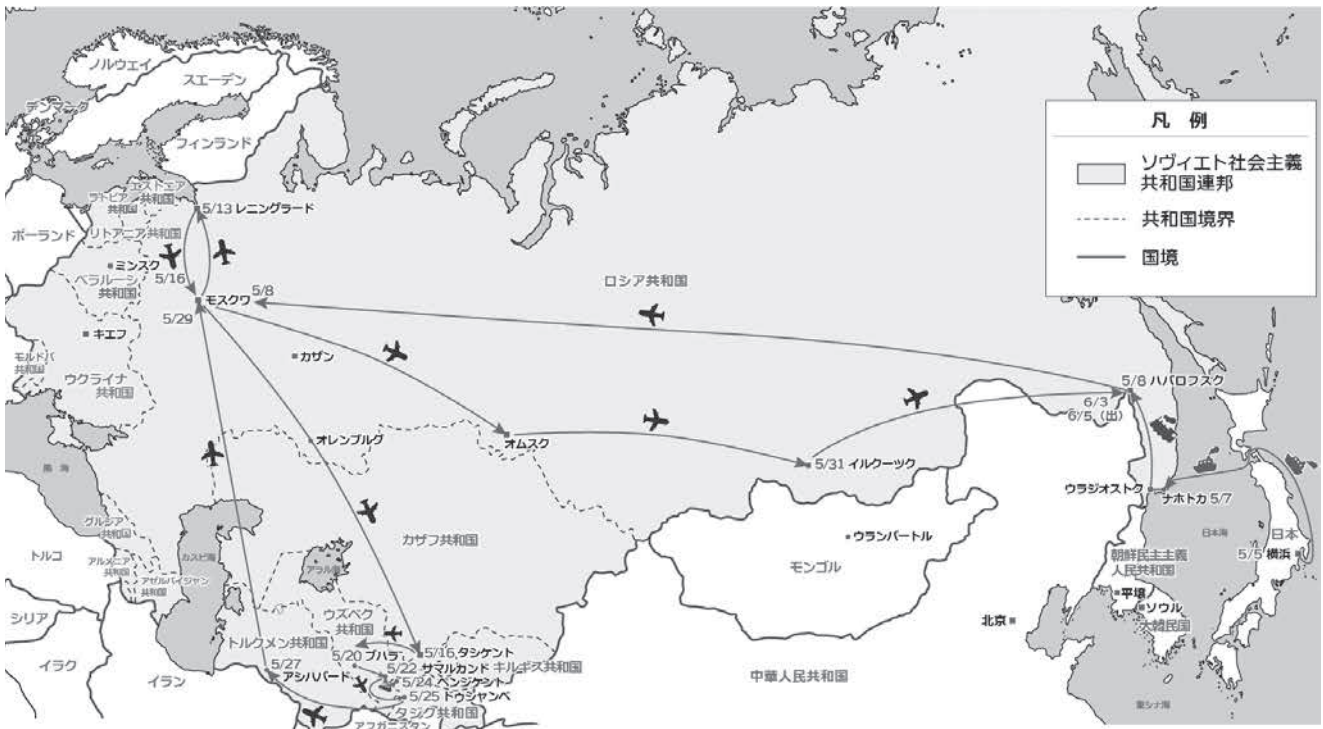 ノルウェイ
スエーデン
デンマーク
フィンランド
凡 例
ソヴィエト社会主義
共和国連邦
共和国境界
国境
エストニア
共和国
ラトビア
共和国
5/13 レニングラード
リトアニア共和国
ポーランド
ミンスク
ベラルーシ
共和国
5/16
モスクワ
5/8
5/29
ロシア共和国
キエフ
カザン
モルドバ
共和国
ウクライナ
共和国
5/8 ハバロフスク
6/3
6/5（出）
オレンブルグ
オムスク
5/31 イルクーツク
黒 海
ウラジオストク
ナホトカ 5/7
グルジア
共和国
カスピ海
カザフ共和国
ウランバートル
日本海
日本
トルコ
アルメニア
共和国
アゼルバイジャン
共和国
アラル海
モンゴル
朝鮮民主主義
人民共和国
5/5 横浜
平壌
シリア
ウズベク
共和国
ソウル
大韓民国
北京
トルクメン共和国
5/16 タシケント
5/20 ブハラ
5/22 サマルカンド
キルギス共和国
イラク
イラン
5/27
アシハバード
5/24 ペンジケント
5/25 ドゥシャンベ
中華人民共和国
タジク共和国
アフガニスタン
東シナ海